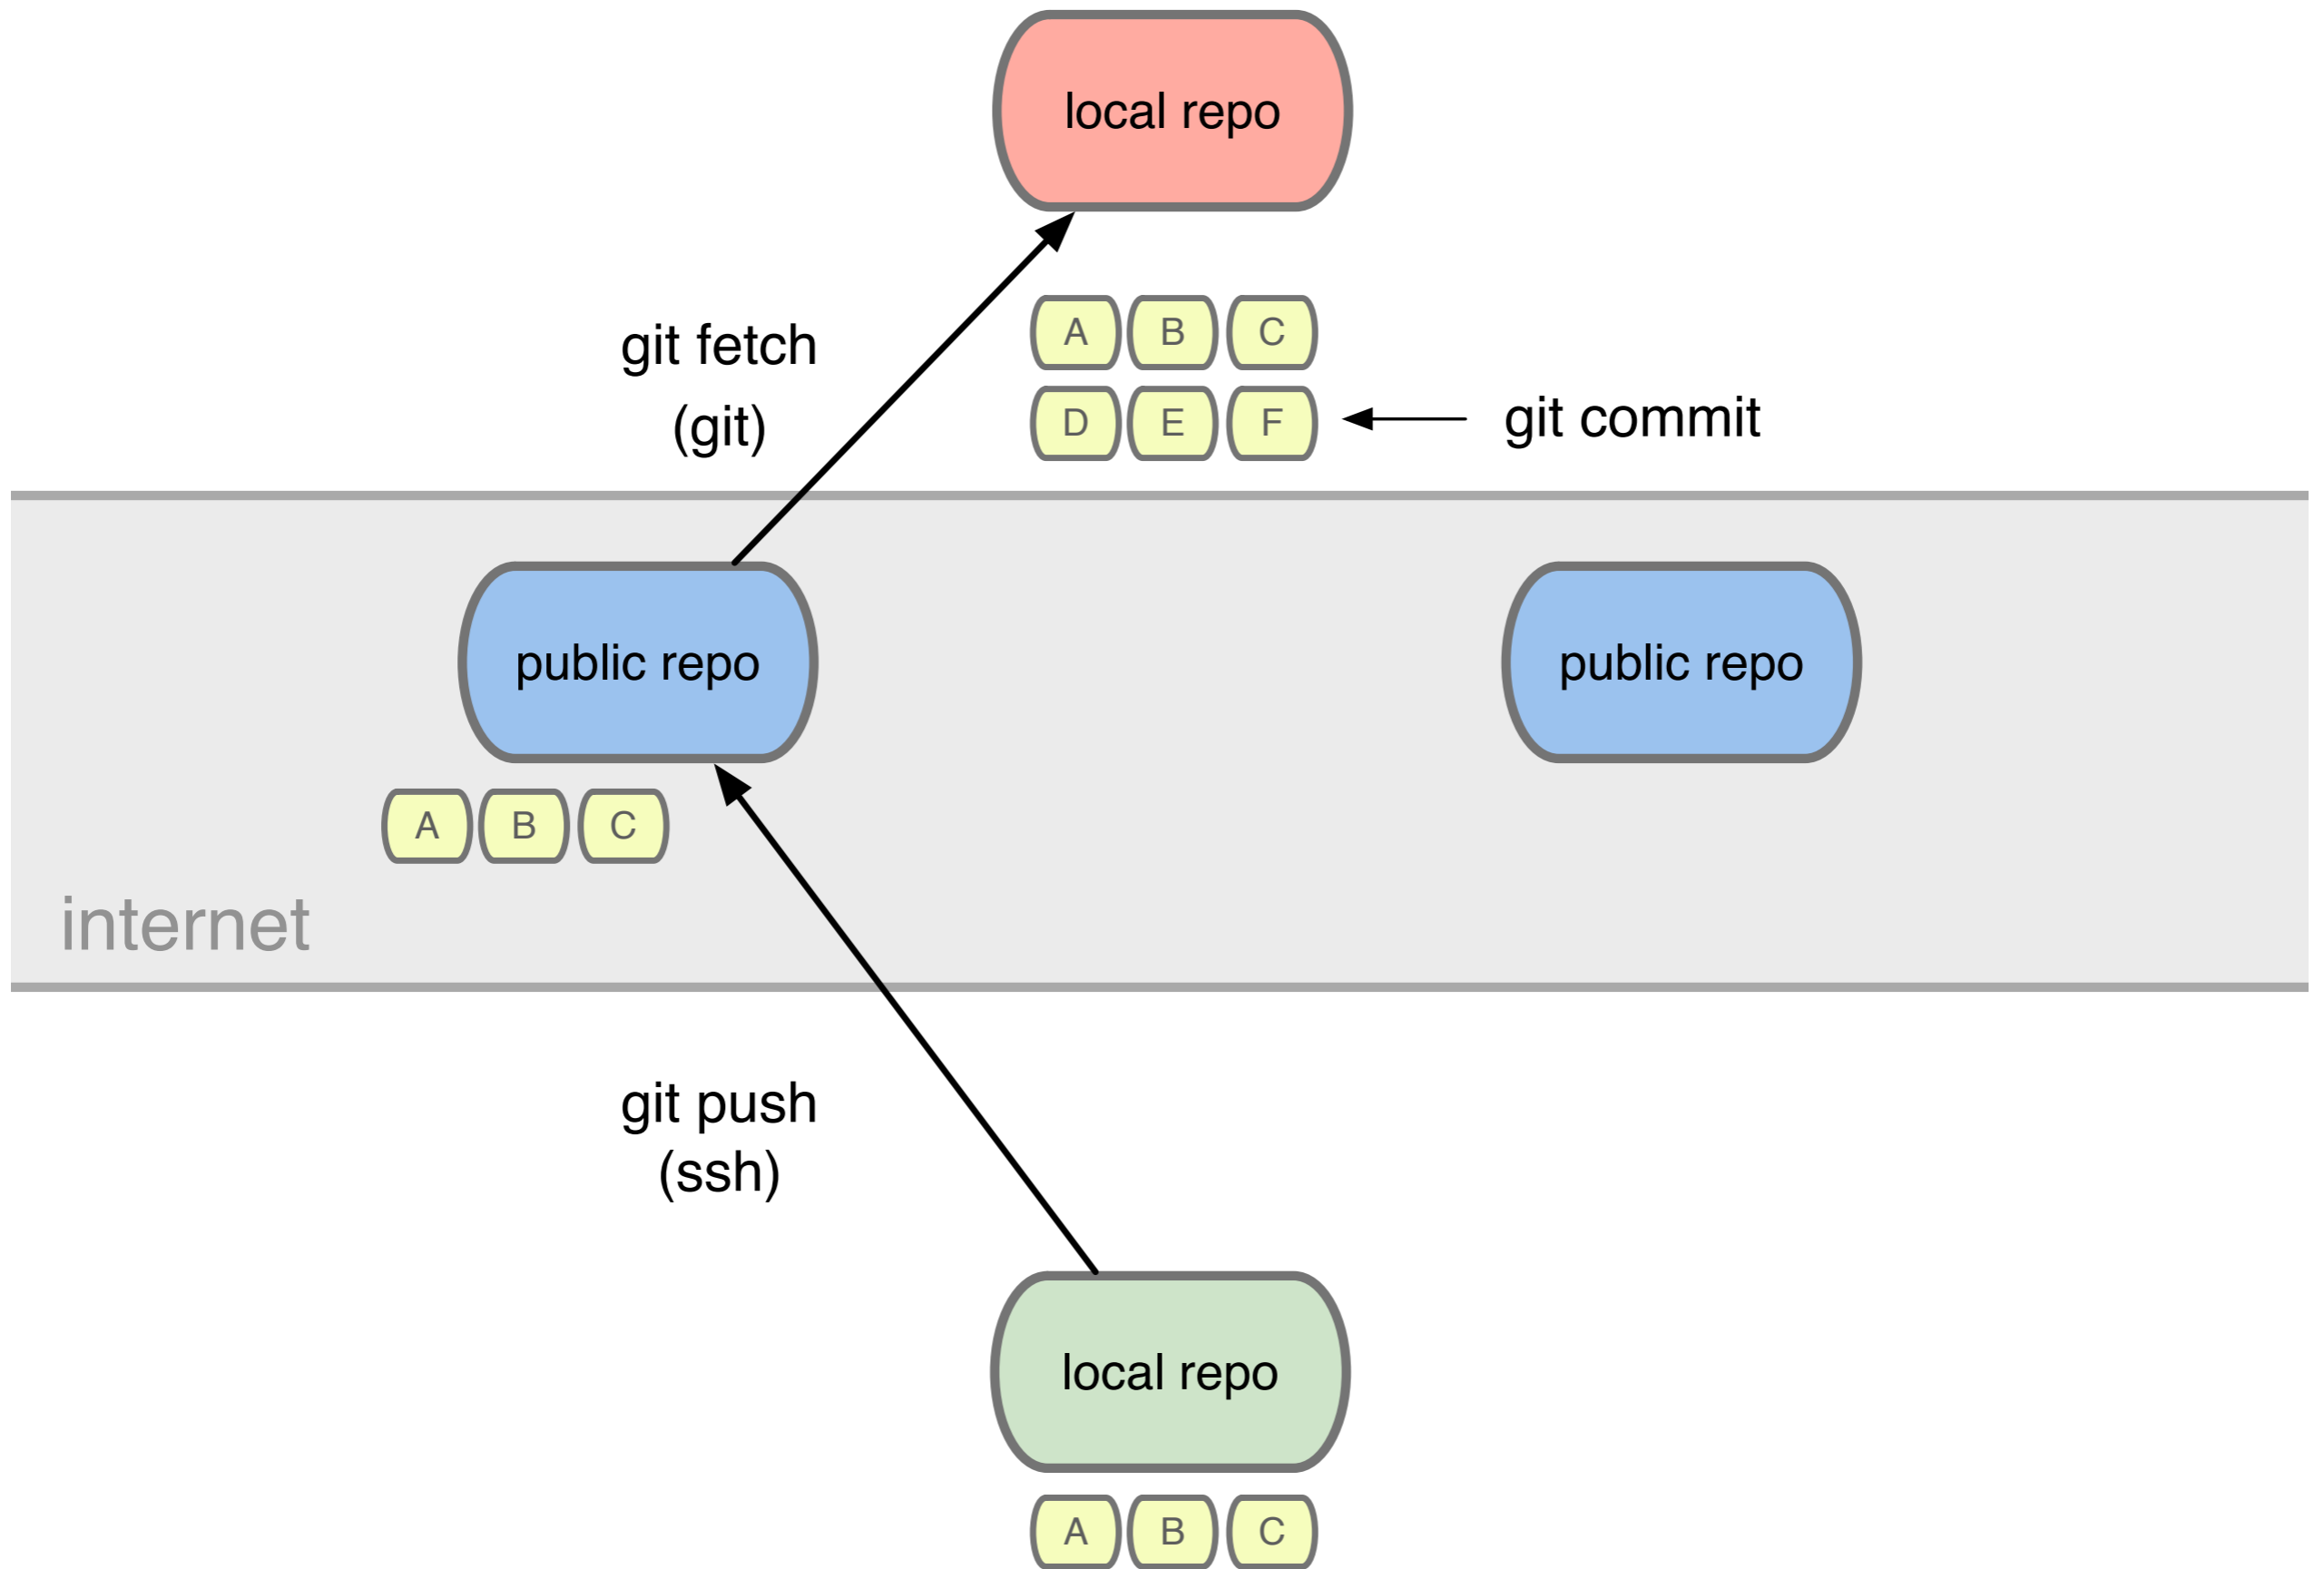 local repo
git fetch
(git)
A B C
D E F
git commit
public repo
public repo
A B C
internet
git push
(ssh)
local repo
A B C